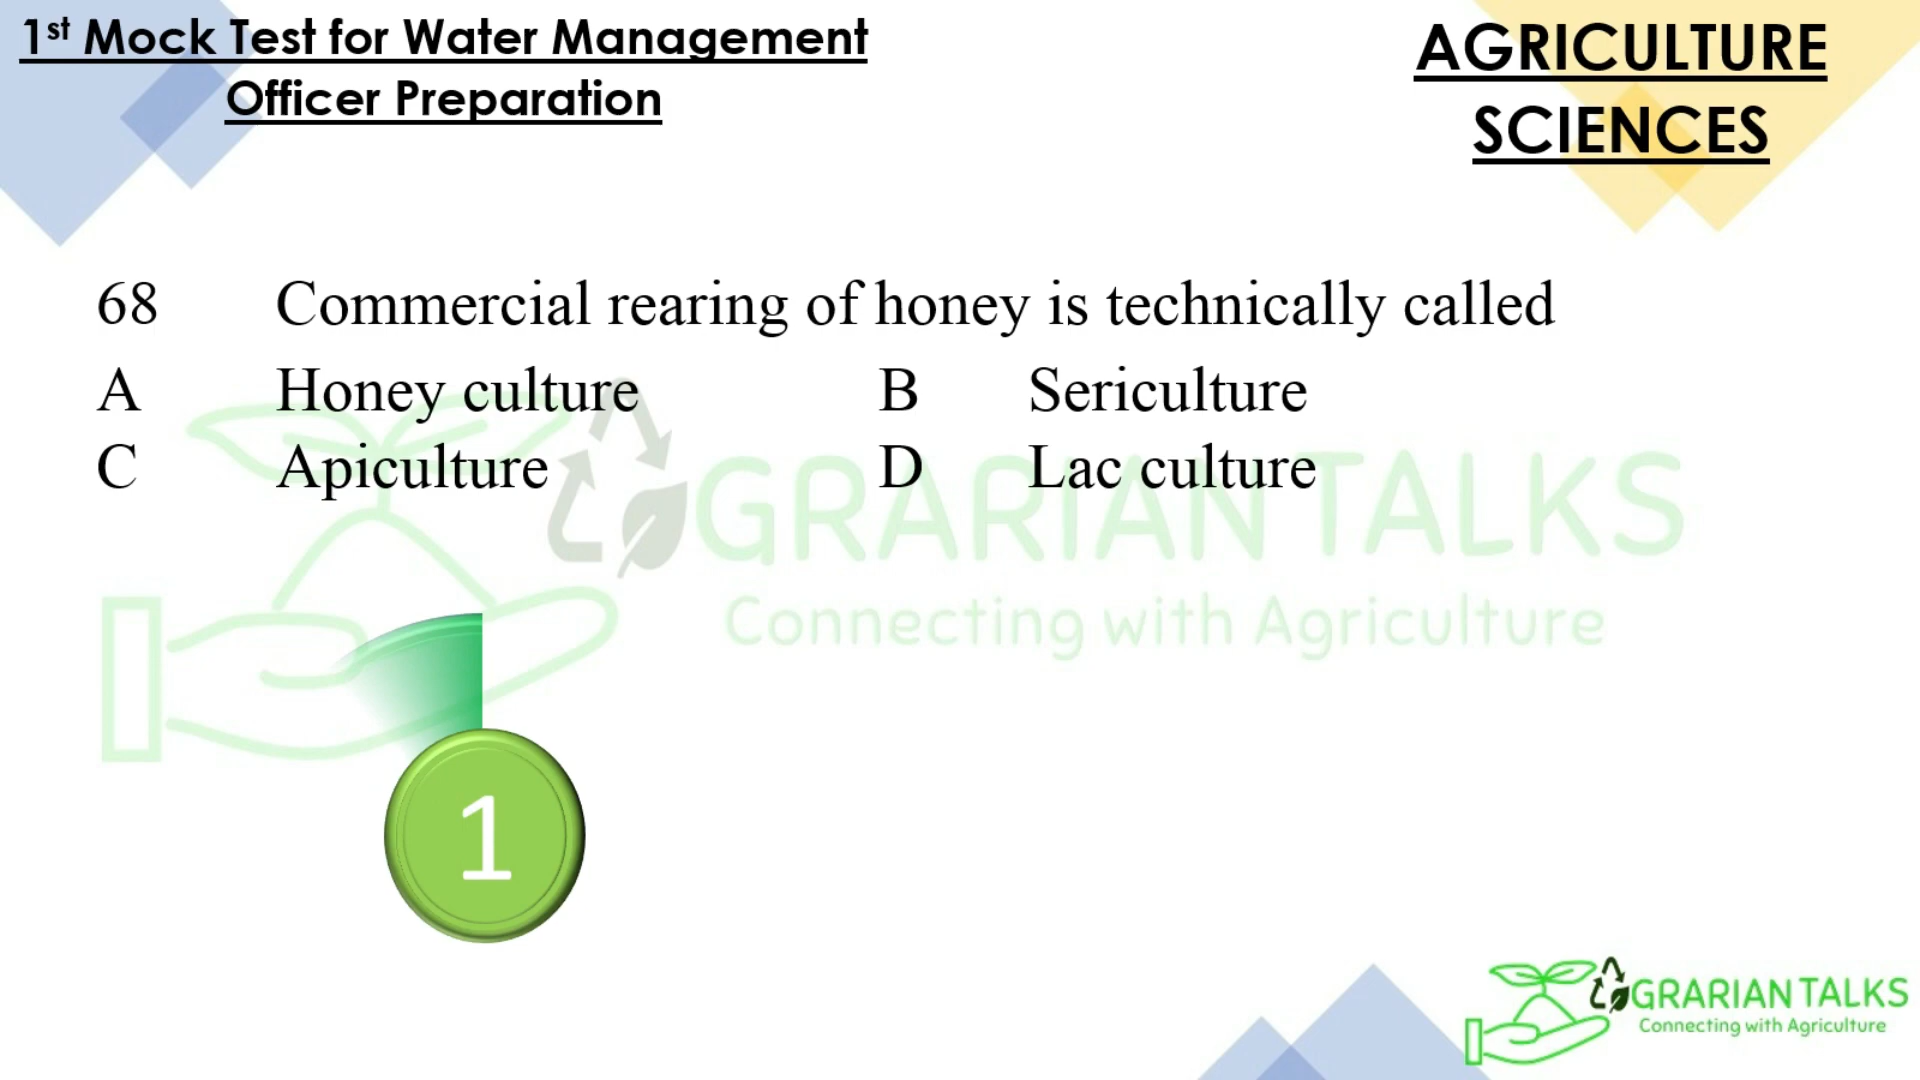 1st Mock Test for Water Management
Officer Preparation
AGRICULTURE
SCIENCES
68 Commercial rearing of honey is technically called
A Honey culture B Sericulture
C Apiculture D Lac culture
GRARIAN TALKS
Connecting with Agriculture
1
GRARIAN TALKS
Connecting with Agriculture